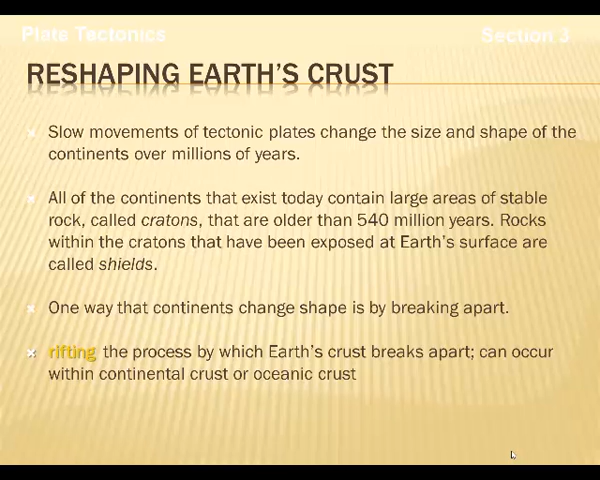 Plate Tectonics
Section 3
RESHAPING EARTH'S CRUST
Slow movements of tectonic plates change the size and shape of the
continents over millions of years.
All of the continents that exist today contain large areas of stable
rock, called cratons, that are older than 540 million years. Rocks
within the cratons that have been exposed at Earth's surface are
called shields.
One way that continents change shape is by breaking apart.
rifting the process by which Earth's crust breaks apart; can occur
within continental crust or oceanic crust